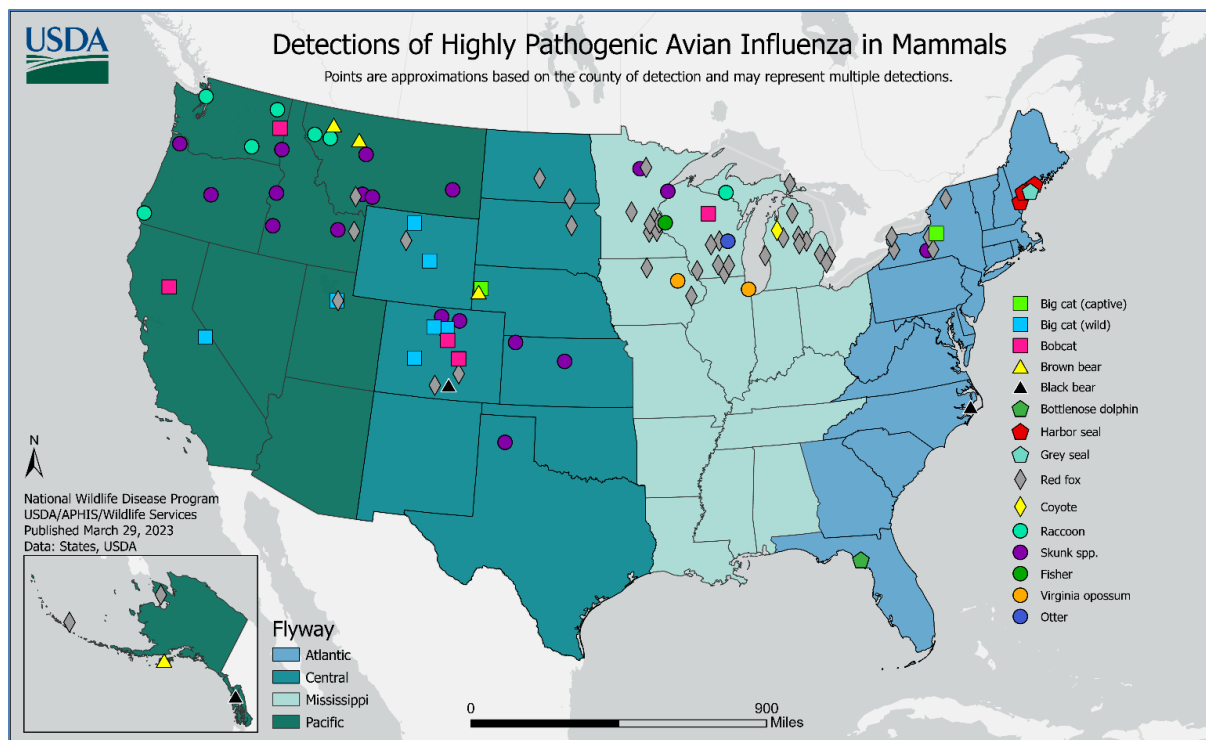 USDA
Detections of Highly Pathogenic Avian Influenza in Mammals
Points are approximations based on the county of detection and may represent multiple detections.
Big cat (captive)
Big cat (wild)
Bobcat
Brown bear
Black bear
Bottlenose dolphin
Harbor seal
Grey seal
Red fox
Coyote
Raccoon
Skunk spp.
Fisher
Virginia opossum
Otter
N
National Wildlife Disease Program
USDA/APHIS/Wildlife Services
Published March 29, 2023
Data: States, USDA
Flyway
Atlantic
Central
Mississippi
Pacific
0
900
Miles